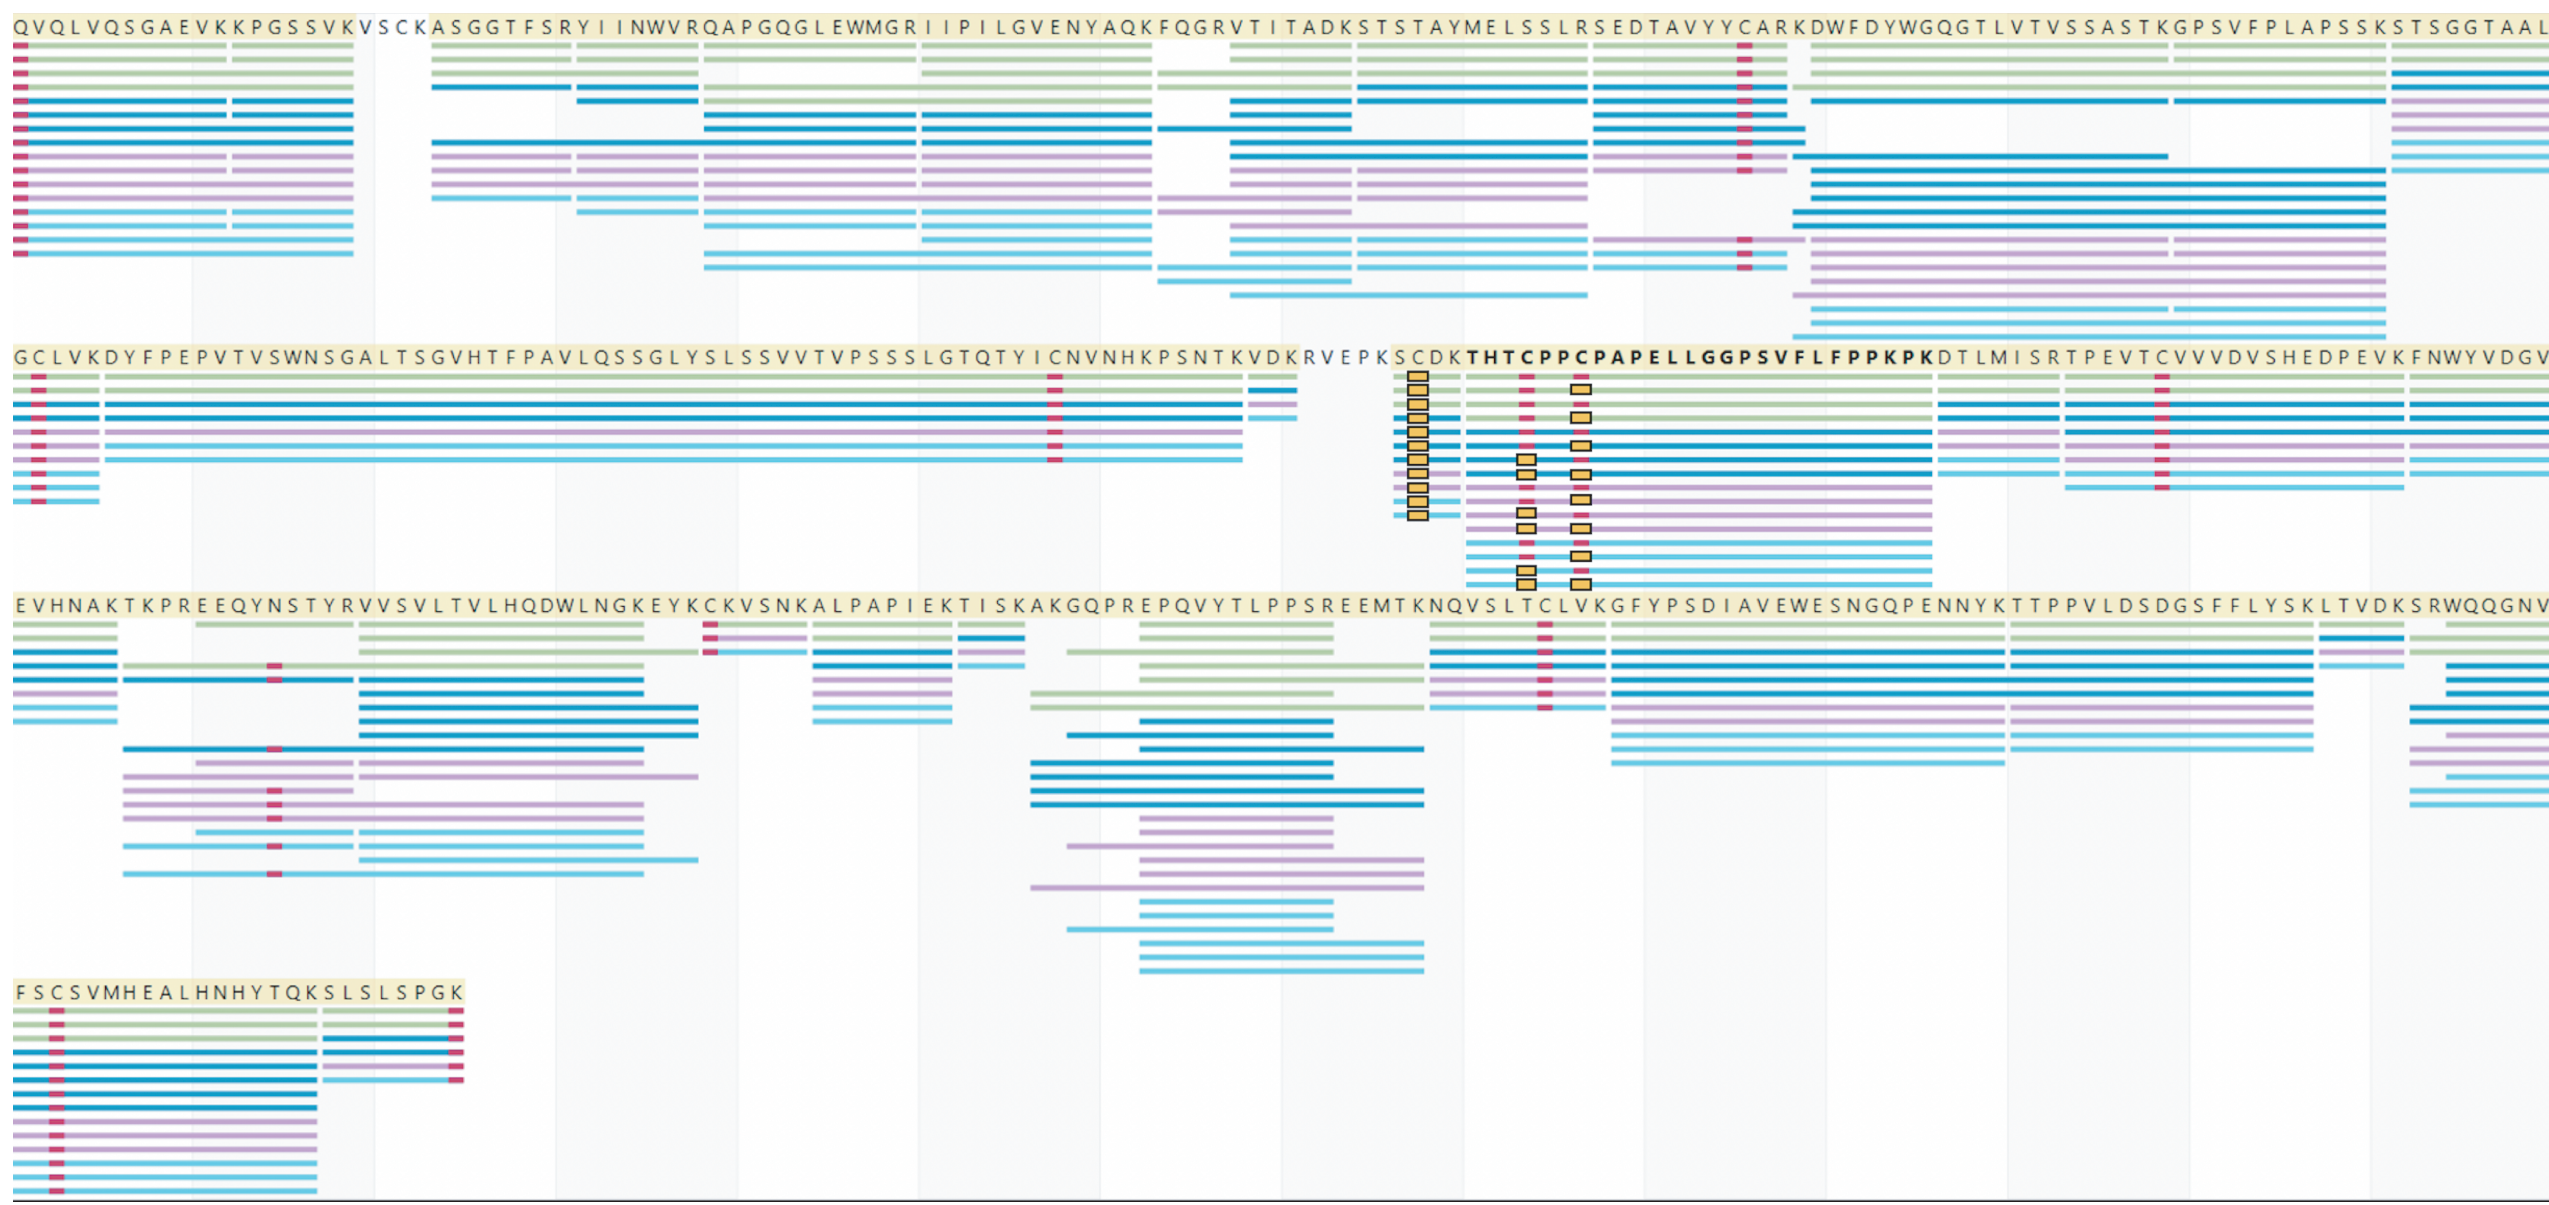 QVQLVQSGAEVKKPGSSVKVSCKASGGTFSRYIINWVRQAPGQGLEWMGRIIPILGVENYAQKFQGRVTITADKSTSTAYMELSSLRSEDTAVYYCARKDWFDYWGQGTLVTVSSASTKGPSVFPLAPSSKSTSGGTAAL
GCLVKDYFPEPVTVSWNSGALTSGVHTFPAVLQSSGLYSLSSVVTVPSSSLGTQTYICNVNHKPSNTKVDKRVEPKSCDKTHTCPPCPAPELLGGPSVFLFPPKPKDTLMISRTPEVTCVVVDVSHEDPEVKFNWYVDGV
EVHNAKTKPREEQYNSTYRVVSVLTVLHQDWLNGKEYKCKVSNKALPAPIEKTISKAKGQPREPQVYTLPPSREEMTKNQVSLTCLVKGFYPSDIAVEWESNGQPENNYKTTPPVLDSDGSFFLYSKLTVDKSRWQQGNV
FSCSVMHEALHNHYTQKSLSLSPGK